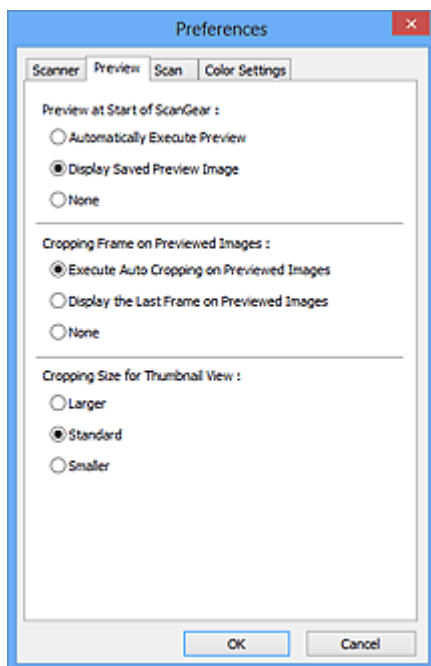 Preferences
Scanner Preview Scan Color Settings
Preview at Start of ScanGear :
Automatically Execute Preview
Display Saved Preview Image
None
Cropping Frame on Previewed Images :
Execute Auto Cropping on Previewed Images
Display the Last Frame on Previewed Images
None
Cropping Size for Thumbnail View :
Larger
Standard
Smaller
OK Cancel